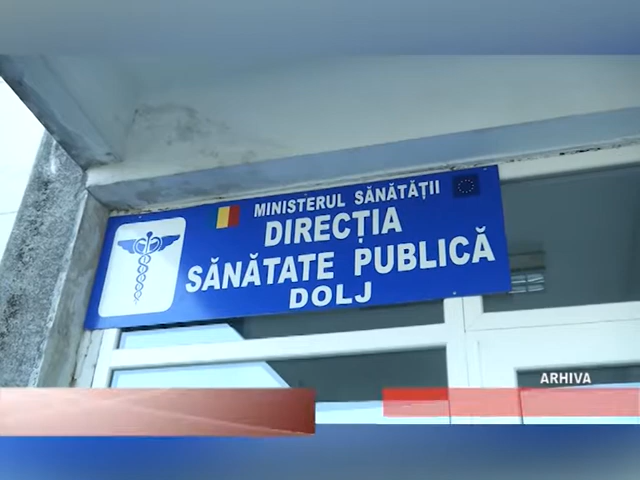 MINISTERUL SĂNĂTĂȚII
DIRECȚIA
SĂNĂTATE PUBLICĂ
DOLJ
ARHIVA